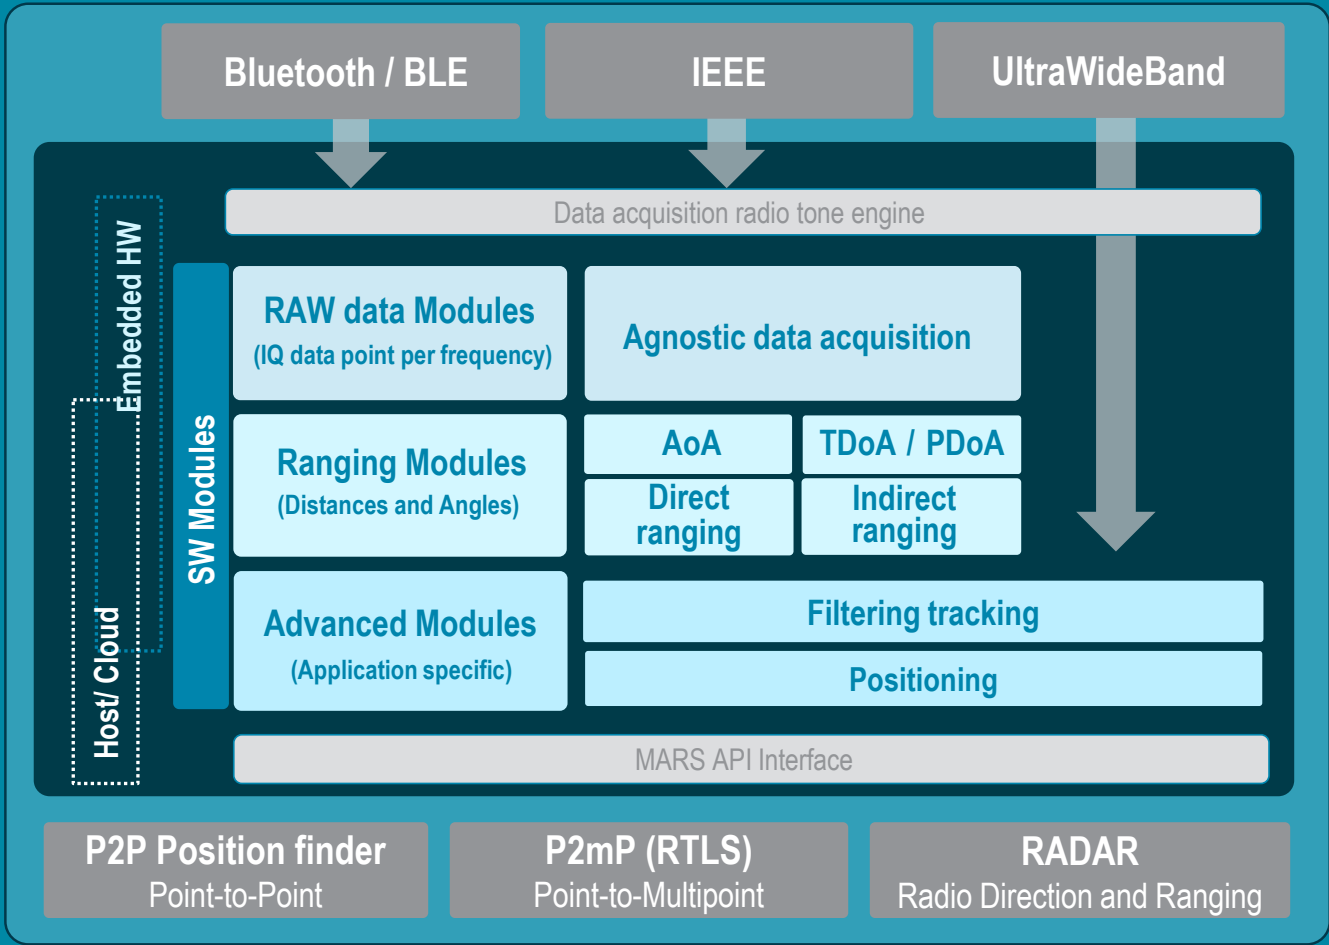 Bluetooth / BLE
IEEE
UltraWideBand
Data acquisition radio tone engine
Embedded HW
Host/ Cloud
SW Modules
RAW data Modules
(IQ data point per frequency)
Agnostic data acquisition
Ranging Modules
(Distances and Angles)
AoA
TDoA / PDoA
Direct
ranging
Indirect
ranging
Advanced Modules
(Application specific)
Filtering tracking
Positioning
MARS API Interface
P2P Position finder
Point-to-Point
P2mP (RTLS)
Point-to-Multipoint
RADAR
Radio Direction and Ranging